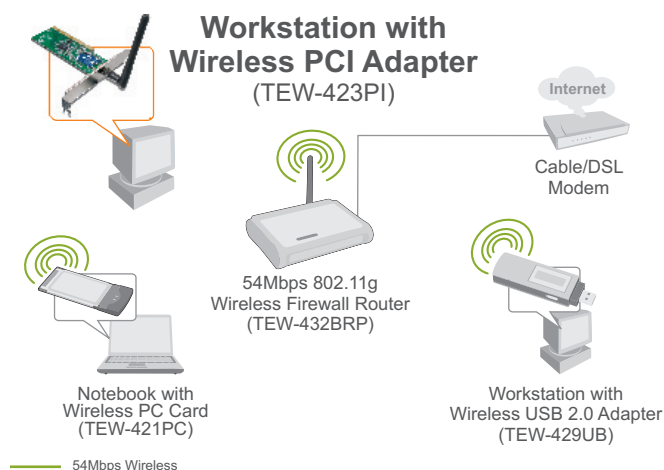 Workstation with
Wireless PCI Adapter
(TEW-423PI)
Internet
Cable/DSL
Modem
54Mbps 802.11g
Wireless Firewall Router
(TEW-432BRP)
Notebook with
Wireless PC Card
(TEW-421PC)
Workstation with
Wireless USB 2.0 Adapter
(TEW-429UB)
54Mbps Wireless